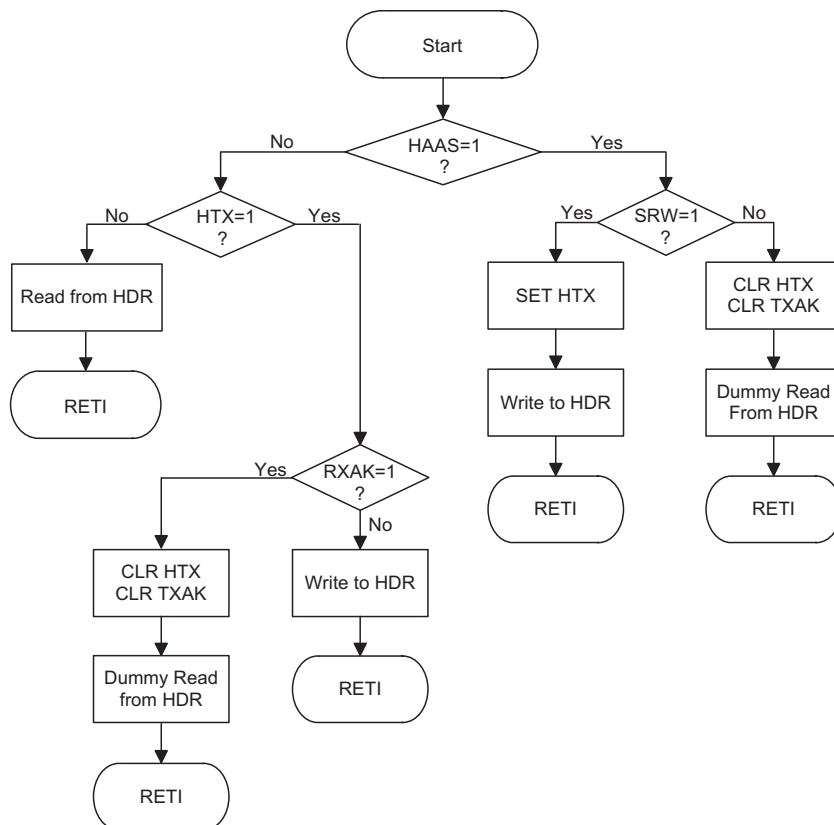 Start
No
HAAS=1
?
Yes
No
HTX=1
?
Yes
Yes
SRW=1
?
No
Read from HDR
SET HTX
CLR HTX
CLR TXAK
RETI
Write to HDR
Dummy Read
From HDR
Yes
RXAK=1
?
No
RETI
RETI
CLR HTX
CLR TXAK
Write to HDR
Dummy Read
from HDR
RETI
RETI